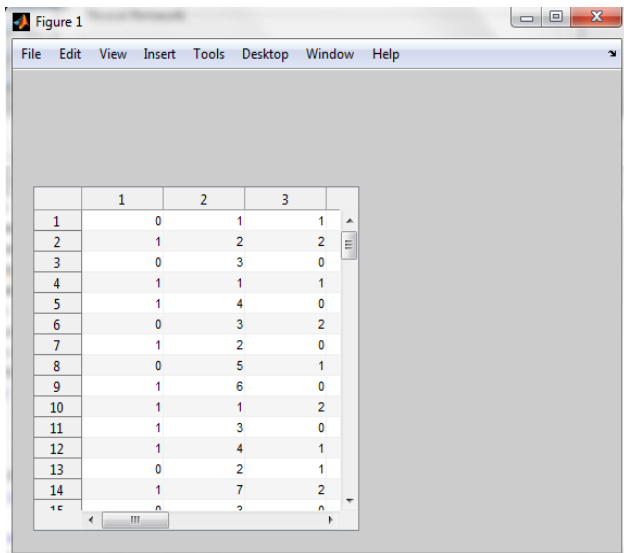 Figure 1
File Edit View Insert Tools Desktop Window Help
1 2 3
1 0 1 1
2 1 2 2
3 0 3 0
4 1 1 1
5 1 4 0
6 0 3 2
7 1 2 0
8 0 5 1
9 1 6 0
10 1 1 2
11 1 3 0
12 1 4 1
13 0 2 1
14 1 7 2